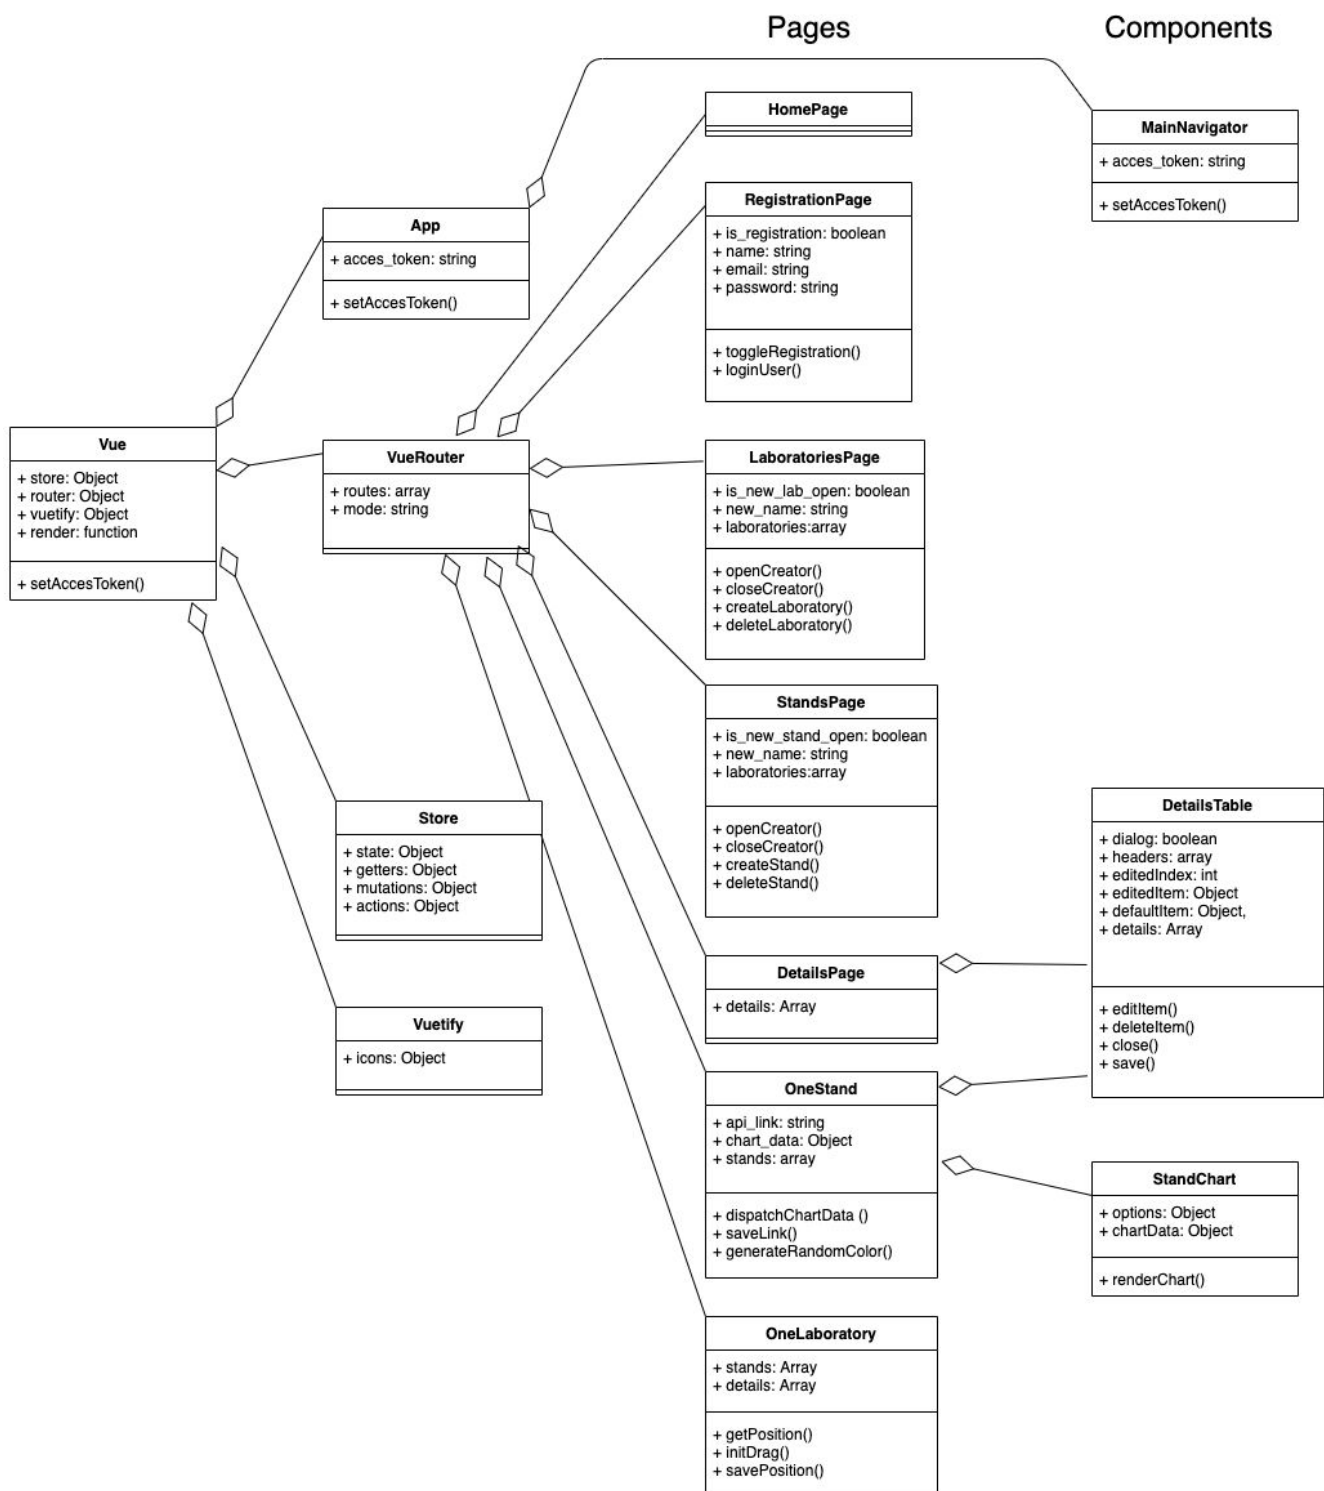 Pages
Components
HomePage
MainNavigator
+ acces_token: string
+ setAccesToken()
RegistrationPage
+ is_registration: boolean
+ name: string
+ email: string
+ password: string
+ toggleRegistration()
+ loginUser()
App
+ acces_token: string
+ setAccesToken()
Vue
+ store: Object
+ router: Object
+ vuetify: Object
+ render: function
+ setAccesToken()
VueRouter
+ routes: array
+ mode: string
LaboratoriesPage
+ is_new_lab_open: boolean
+ new_name: string
+ laboratories:array
+ openCreator()
+ closeCreator()
+ createLaboratory()
+ deleteLaboratory()
StandsPage
+ is_new_stand_open: boolean
+ new_name: string
+ laboratories:array
+ openCreator()
+ closeCreator()
+ createStand()
+ deleteStand()
Store
+ state: Object
+ getters: Object
+ mutations: Object
+ actions: Object
DetailsTable
+ dialog: boolean
+ headers: array
+ editedIndex: int
+ editedItem: Object
+ defaultItem: Object,
+ details: Array
+ editItem()
+ deleteItem()
+ close()
+ save()
DetailsPage
+ details: Array
Vuetify
+ icons: Object
OneStand
+ api_link: string
+ chart_data: Object
+ stands: array
+ dispatchChartData ()
+ saveLink()
+ generateRandomColor()
StandChart
+ options: Object
+ chartData: Object
+ renderChart()
OneLaboratory
+ stands: Array
+ details: Array
+ getPosition()
+ initDrag()
+ savePosition()